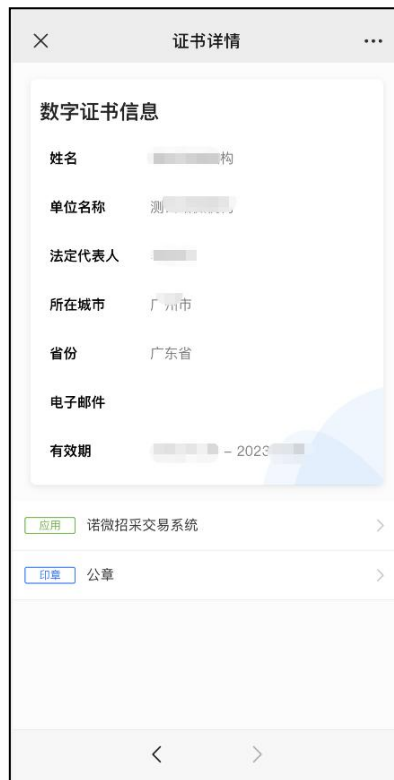 证书详情
数字证书信息
姓名 构
单位名称 测
法定代表人
所在城市 广州市
省份 广东省
电子邮件
有效期 - 2023
应用 诺微招采交易系统
印章 公章